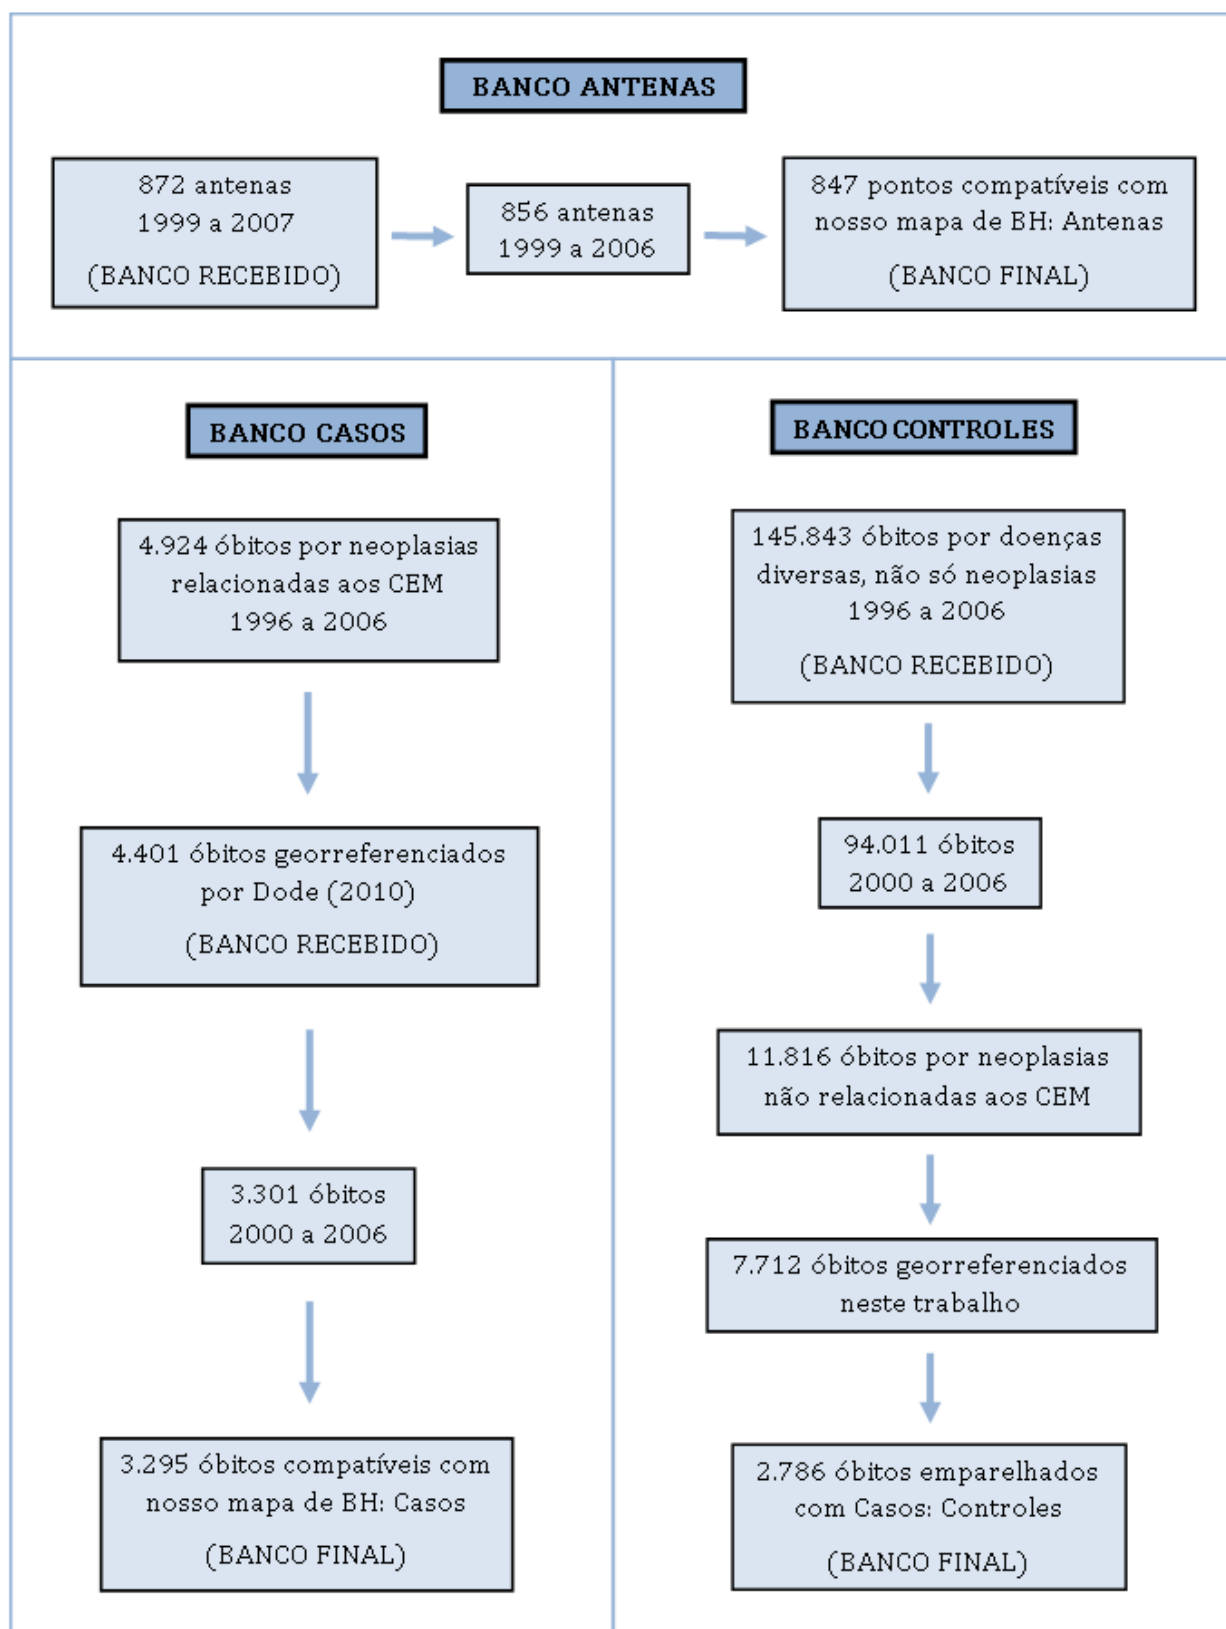 BANCO ANTENAS
872 antenas
1999 a 2007
(BANCO RECEBIDO)
856 antenas
1999 a 2006
847 pontos compatíveis com
nosso mapa de BH: Antenas
(BANCO FINAL)
BANCO CASOS
4.924 óbitos por neoplasias
relacionadas aos CEM
1996 a 2006
4.401 óbitos georreferenciados
por Dode (2010)
(BANCO RECEBIDO)
3.301 óbitos
2000 a 2006
3.295 óbitos compatíveis com
nosso mapa de BH: Casos
(BANCO FINAL)
BANCO CONTROLES
145.843 óbitos por doenças
diversas, não só neoplasias
1996 a 2006
(BANCO RECEBIDO)
94.011 óbitos
2000 a 2006
11.816 óbitos por neoplasias
não relacionadas aos CEM
7.712 óbitos georreferenciados
neste trabalho
2.786 óbitos emparelhados
com Casos: Controles
(BANCO FINAL)